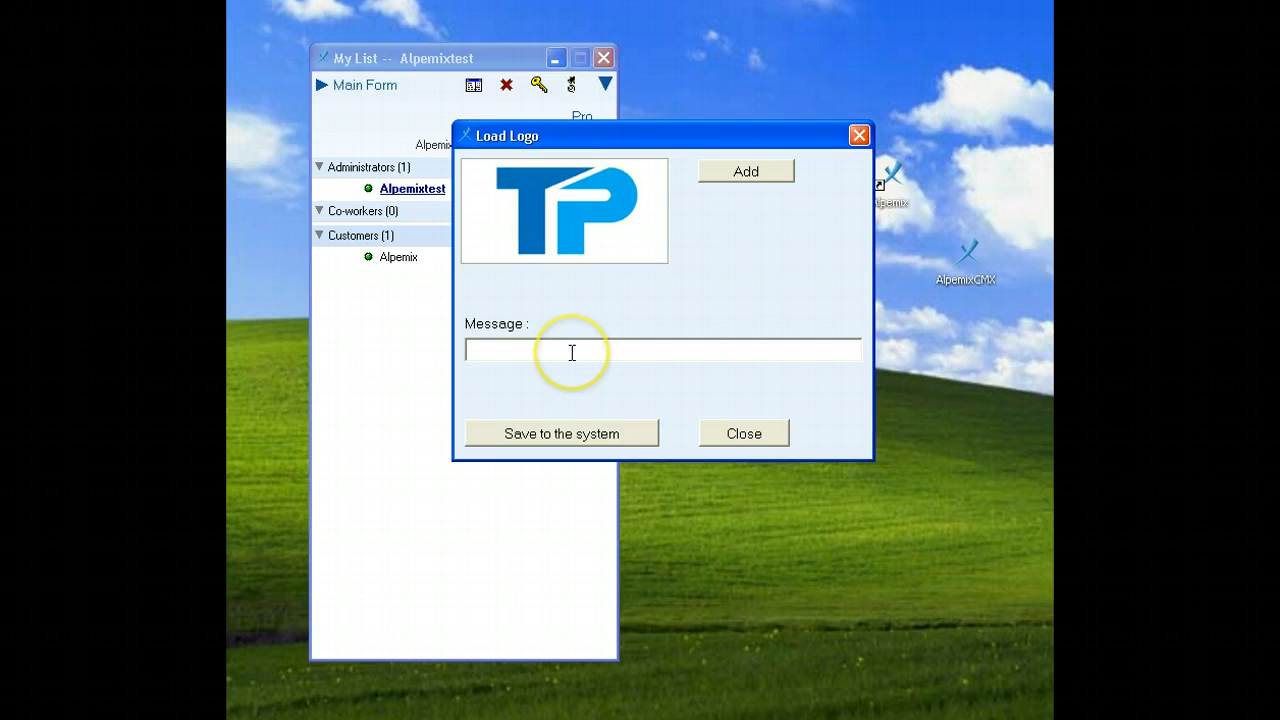 My List -- Alpemixtest
Main Form
Pro
Alpemix
Administrators (1)
Alpemixtest
Co-workers (0)
Customers (1)
Alpemix
Load Logo
TP
Add
Message :
Save to the system
Close
Alpemix
AlpemixCMX